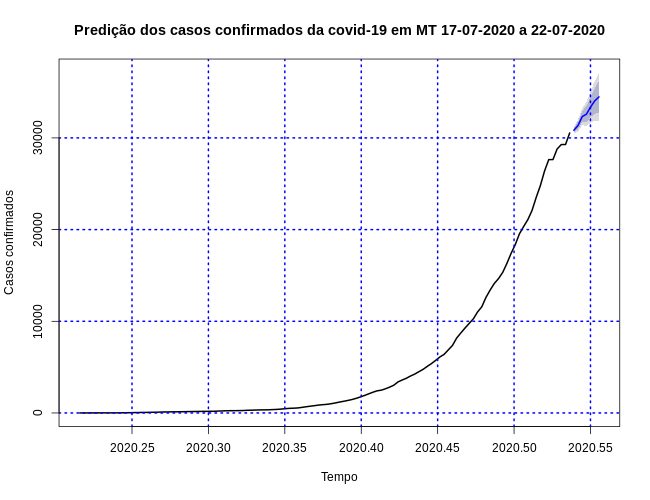 Predição dos casos confirmados da covid-19 em MT 17-07-2020 a 22-07-2020
Casos confirmados
30000
20000
10000
0
2020.25 2020.30 2020.35 2020.40 2020.45 2020.50 2020.55
Tempo